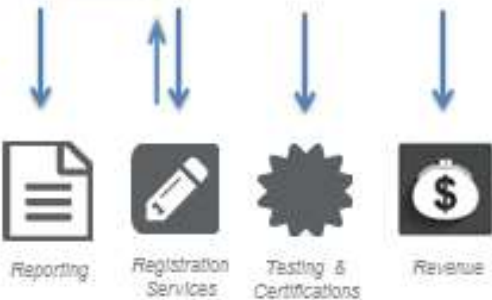 $
Reporting
Registration
Services
Testing &
Certifications
Revenue